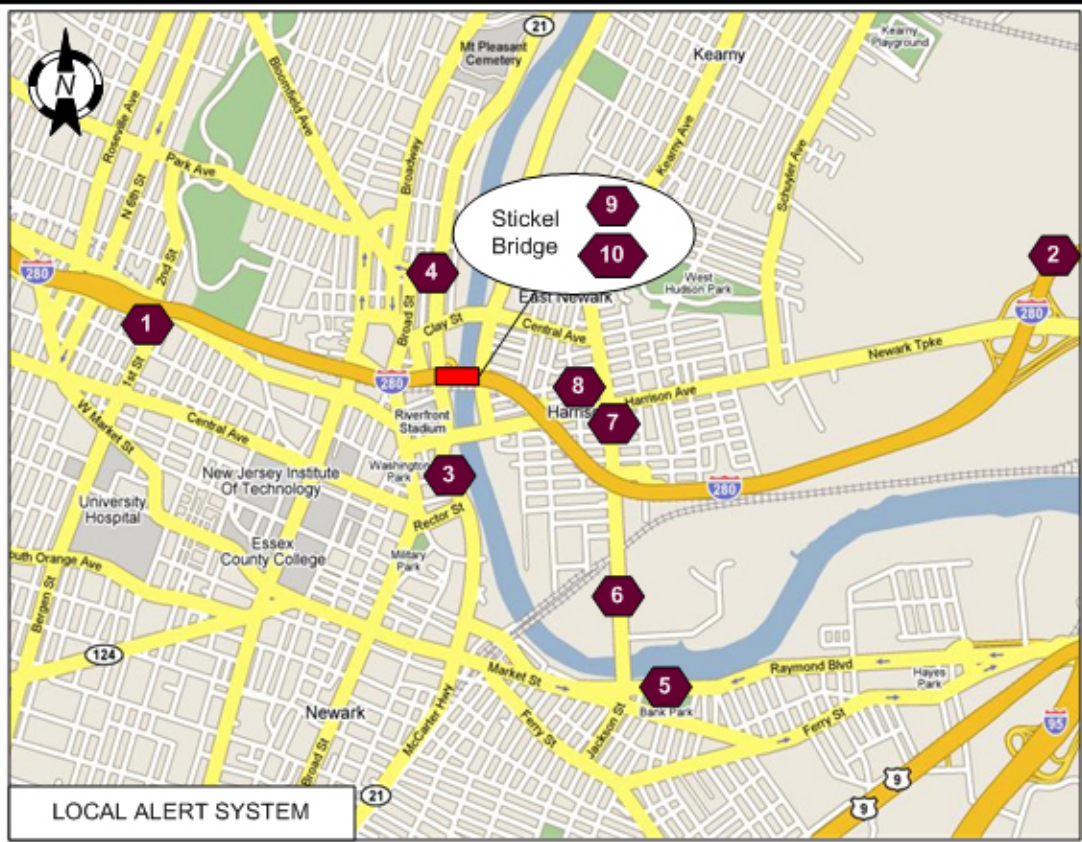 21
Mt Pleasant
Cemetery
Kearny
Playground
Kearny
N
Roseville Ave
Bloomfield Ave
Broadway
Kearny Ave
Schuyler Ave
Park Ave
N 6th St
2nd St
Stickel
Bridge
9
10
280
4
2
West
Hudson Park
East Newark
1
Broad St
Clay St
Central Ave
280
Newark Tpke
1st St
280
8
Harrison Ave
Harriso
7
Riverfront
Stadium
W Market St
Central Ave
Washington
Park
3
New Jersey Institute
Of Technology
280
University
Hospital
Rector St
Essex
County College
Military
Park
outh Orange Ave
6
Bergen St
124
Market St
Raymond Blvd
5
Hayes
Park
Bank Park
Newark
McCarter Hwy
Ferry St
Jackson St
Ferry St
Broad St
95
9
9
21
LOCAL ALERT SYSTEM